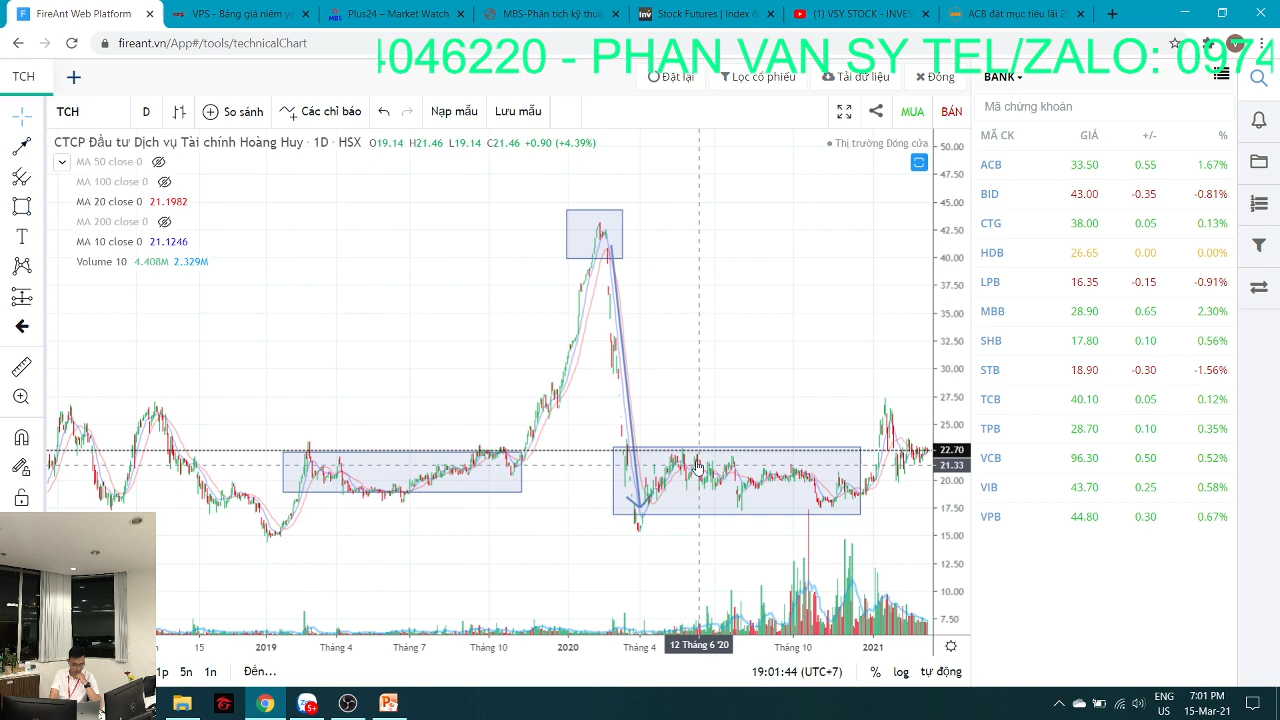 VPS - Bảng giá niêm yế
Plus24 – Market Watch
MBS-Phân tích kỹ thuậ
Stock Futures | Index &
(1) VSY STOCK - INVEST
ACB đặt mục tiêu lãi 20
fireant.vn/App#/tools/technicalChart
4046220 - PHAN VAN SY TEL/ZALO: 0974
TCH
Đặt lại
Lọc cổ phiếu
Tải dữ liệu
Đóng
BANK
TCH
D
So sánh
Các chỉ báo
Nạp mẫu
Lưu mẫu
MUA
BÁN
Mã chứng khoán
CTCP Đầu tư Dịch vụ Tài chính Hoàng Huy · 1D · HSX O19.14 H21.46 L19.14 C21.46 +0.90 (+4.39%)
Thị trường Đóng cửa
MA 50 close 0
MA 100 close 0
MA 20 close 0 21.1982
MA 200 close 0
MA 10 close 0 21.1246
Volume 10 4.408M 2.329M
50.00
47.50
45.00
42.50
40.00
37.50
35.00
32.50
30.00
27.50
25.00
22.70
21.33
20.00
17.50
15.00
12.50
10.00
7.50
MÃ CK GIÁ +/- %
ACB 33.50 0.55 1.67%
BID 43.00 -0.35 -0.81%
CTG 38.00 0.05 0.13%
HDB 26.65 0.00 0.00%
LPB 16.35 -0.15 -0.91%
MBB 28.90 0.65 2.30%
SHB 17.80 0.10 0.56%
STB 18.90 -0.30 -1.56%
TCB 40.10 0.05 0.12%
TPB 28.70 0.10 0.35%
VCB 96.30 0.50 0.52%
VIB 43.70 0.25 0.58%
VPB 44.80 0.30 0.67%
15 2019 Tháng 4 Tháng 7 Tháng 10 2020 Tháng 4 12 Tháng 6 '20 Tháng 10 2021
5n 1n Đến...
19:01:44 (UTC+7) % log tự động
5+
ENG
US
7:01 PM
15-Mar-21